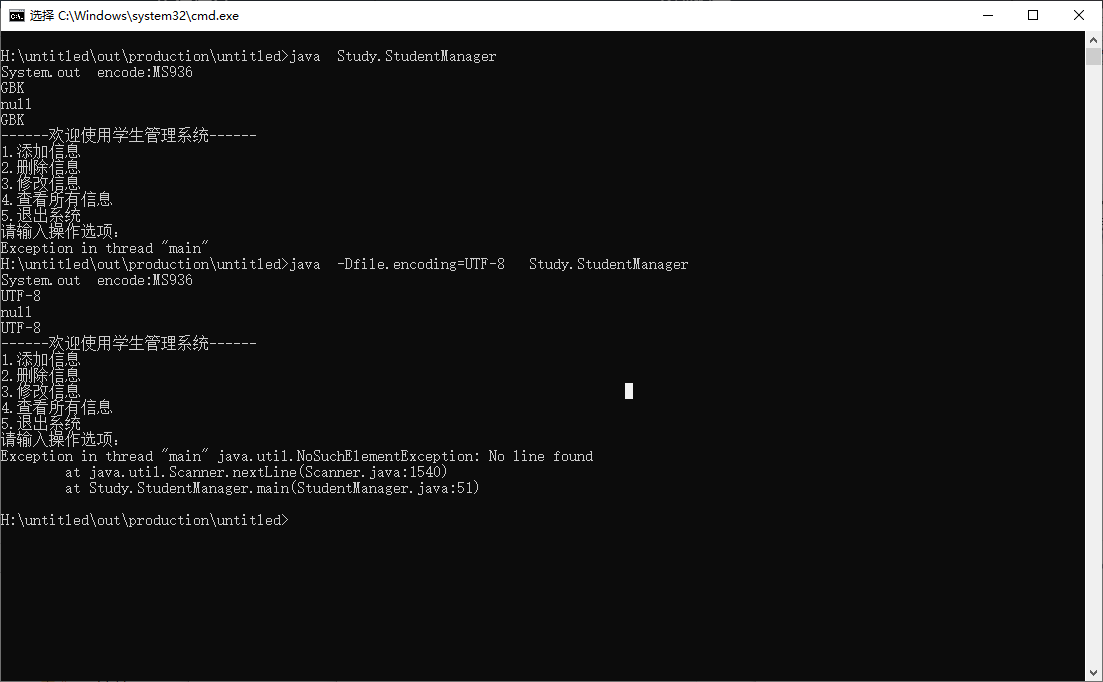 选择 C:\Windows\system32\cmd.exe
H:\untitled\out\production\untitled>java  Study.StudentManager
System.out  encode:MS936
GBK
null
GBK
------欢迎使用学生管理系统------
1.添加信息
2.删除信息
3.修改信息
4.查看所有信息
5.退出系统
请输入操作选项：
Exception in thread "main"
H:\untitled\out\production\untitled>java  -Dfile.encoding=UTF-8   Study.StudentManager
System.out  encode:MS936
UTF-8
null
UTF-8
------欢迎使用学生管理系统------
1.添加信息
2.删除信息
3.修改信息
4.查看所有信息
5.退出系统
请输入操作选项：
Exception in thread "main" java.util.NoSuchElementException: No line found
        at java.util.Scanner.nextLine(Scanner.java:1540)
        at Study.StudentManager.main(StudentManager.java:51)
H:\untitled\out\production\untitled>